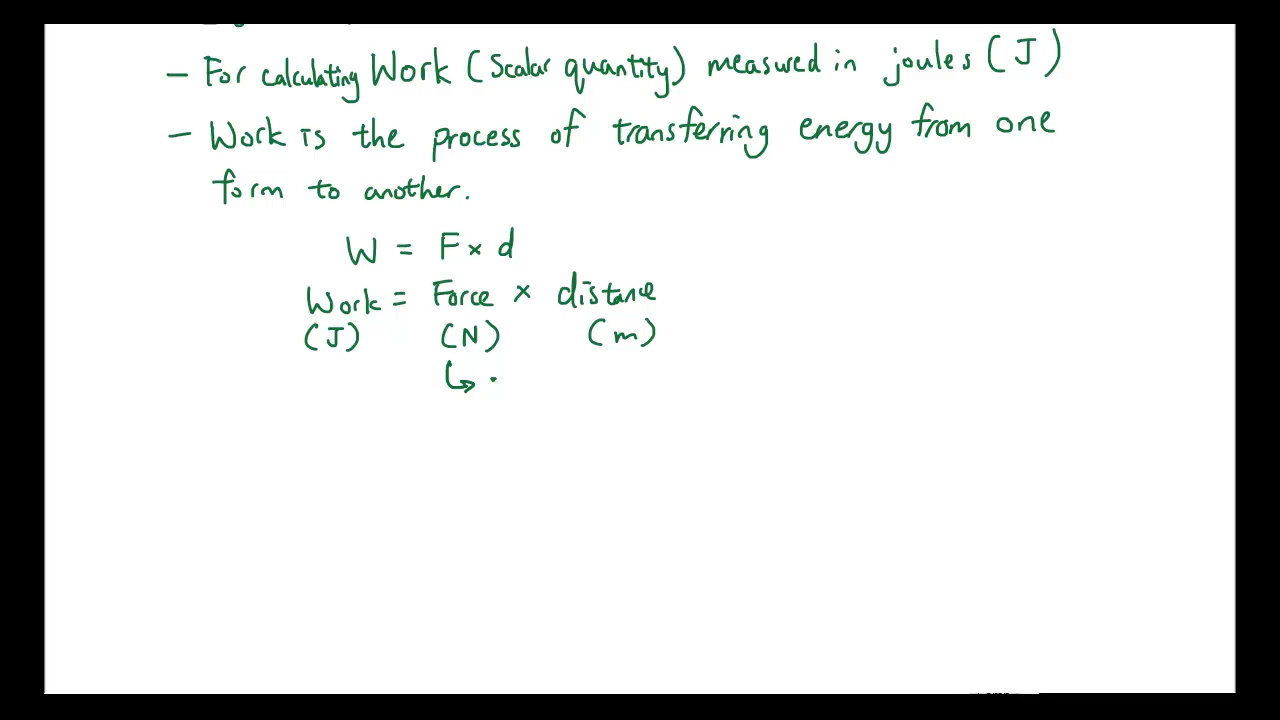 - For calculating Work (Scalar quantity) measured in joules (J)
- Work is the process of transferring energy from one
form to another.
W = F × d
Work = Force × distance
(J) (N) (m)
↳ .